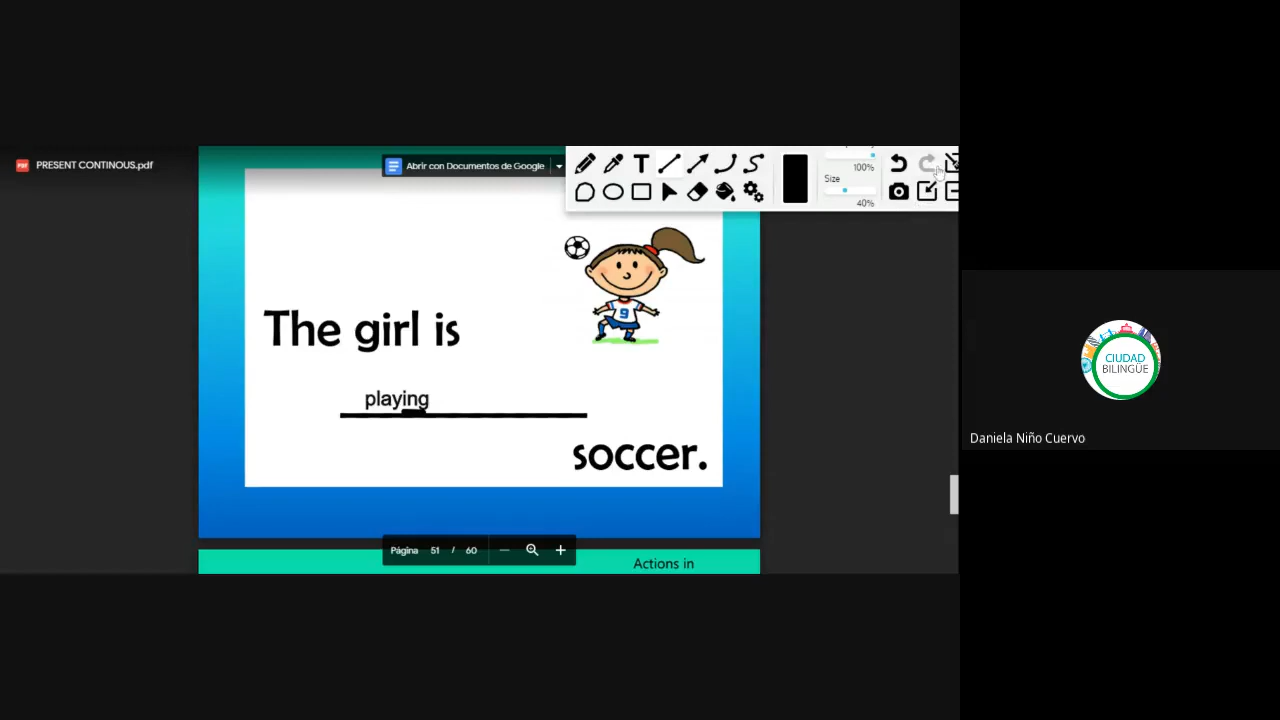 PRESENT CONTINOUS.pdf
Abrir con Documentos de Google
T
Size
100%
40%
The girl is
9
playing
soccer.
Página 51 / 60
Actions in
CIUDAD
BILINGÜE
Daniela Niño Cuervo